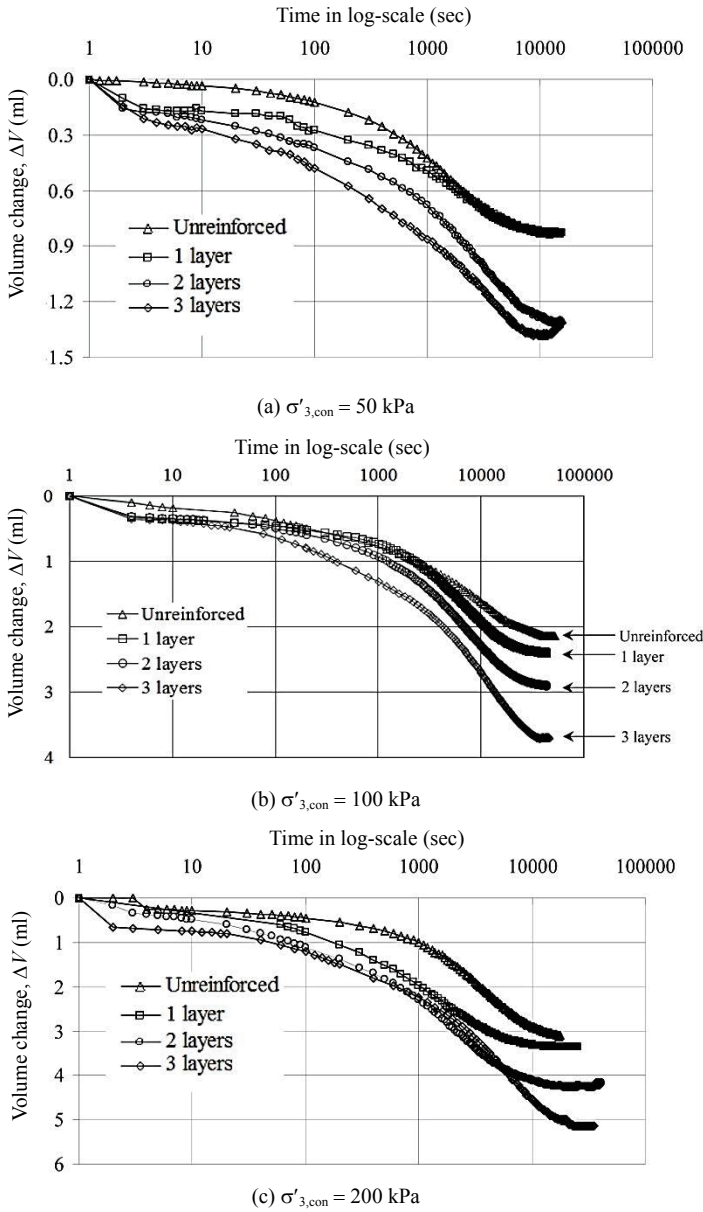 Time in log-scale (sec)
1 10 100 1000 10000 100000
0.0
0.3
0.6
0.9
1.2
1.5
Volume change, ΔV (ml)
Unreinforced
1 layer
2 layers
3 layers
(a) σ′3,con = 50 kPa
Time in log-scale (sec)
1 10 100 1000 10000 100000
0
1
2
3
4
Volume change, ΔV (ml)
Unreinforced
1 layer
2 layers
3 layers
Unreinforced
1 layer
2 layers
3 layers
(b) σ′3,con = 100 kPa
Time in log-scale (sec)
1 10 100 1000 10000 100000
0
1
2
3
4
5
6
Volume change, ΔV (ml)
Unreinforced
1 layer
2 layers
3 layers
(c) σ′3,con = 200 kPa